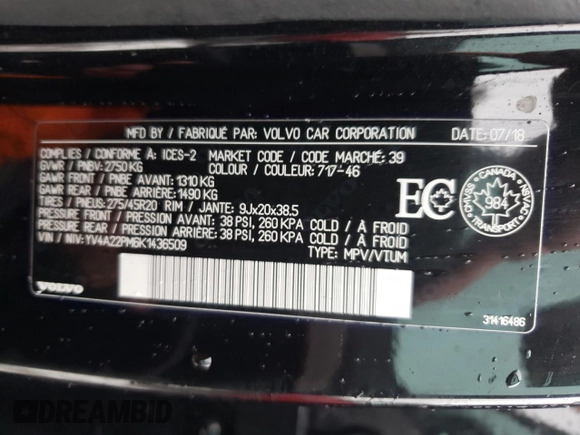 MFD BY / FABRIQUÉ PAR: VOLVO CAR CORPORATION DATE: 07/18
COMPLIES / CONFORME À: ICES-2 MARKET CODE / CODE MARCHÉ: 39
GVWR / PNBV: 2750 KG COLOUR / COULEUR: 717-46
GAWR FRONT / PNBE AVANT: 1310 KG
GAWR REAR / PNBE ARRIÈRE: 1490 KG
TIRES / PNEUS: 275/45R20 RIM / JANTE: 9Jx20x38.5
PRESSURE FRONT / PRESSION AVANT: 38 PSI, 260 KPA COLD / À FROID
PRESSURE REAR / PRESSION ARRIÈRE: 38 PSI, 260 KPA COLD / À FROID
VIN / NIV: YV4A22PM6K1436509 TYPE: MPV/VTUM
EC
CANADA
CMVSS NSVAC
984
TRANSPORT
VOLVO
31416486
DREAMBID